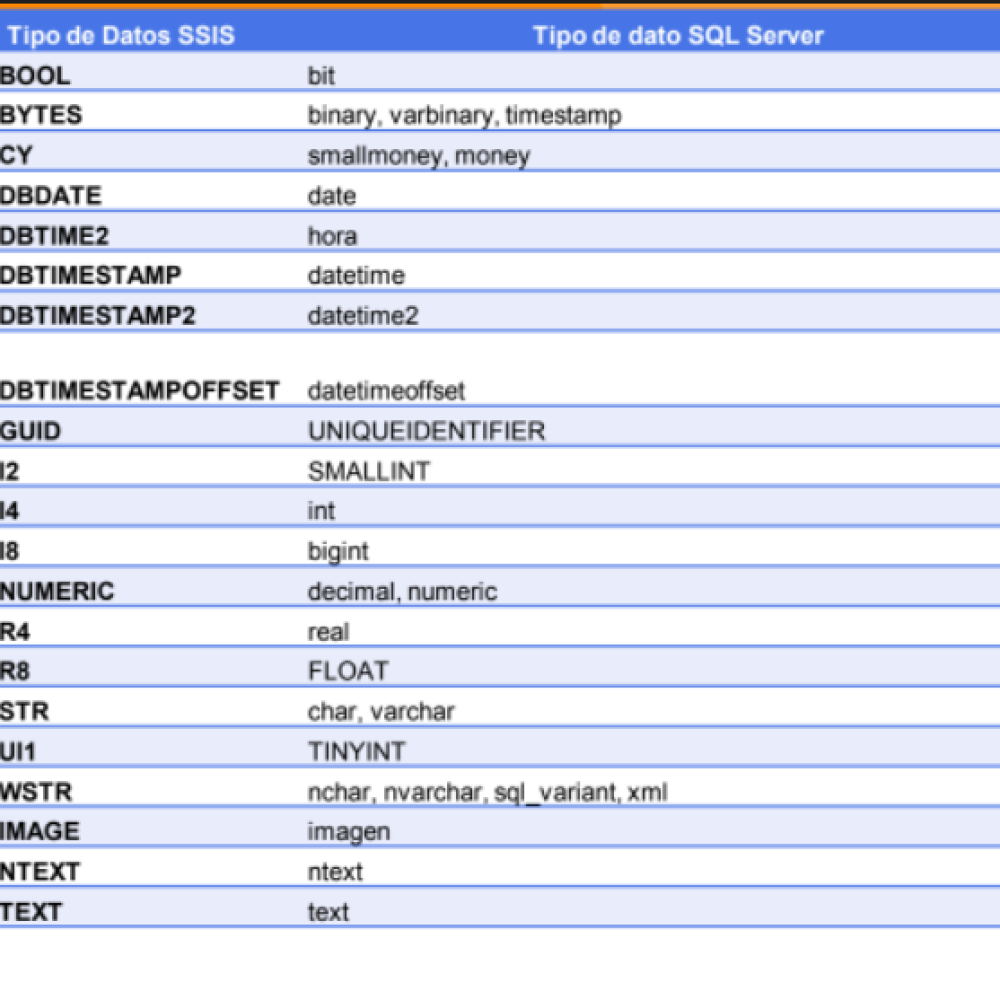 Tipo de Datos SSIS Tipo de dato SQL Server
BOOL bit
BYTES binary, varbinary, timestamp
CY smallmoney, money
DBDATE date
DBTIME2 hora
DBTIMESTAMP datetime
DBTIMESTAMP2 datetime2
DBTIMESTAMPOFFSET datetimeoffset
GUID UNIQUEIDENTIFIER
I2 SMALLINT
I4 int
I8 bigint
NUMERIC decimal, numeric
R4 real
R8 FLOAT
STR char, varchar
UI1 TINYINT
WSTR nchar, nvarchar, sql_variant, xml
IMAGE imagen
NTEXT ntext
TEXT text